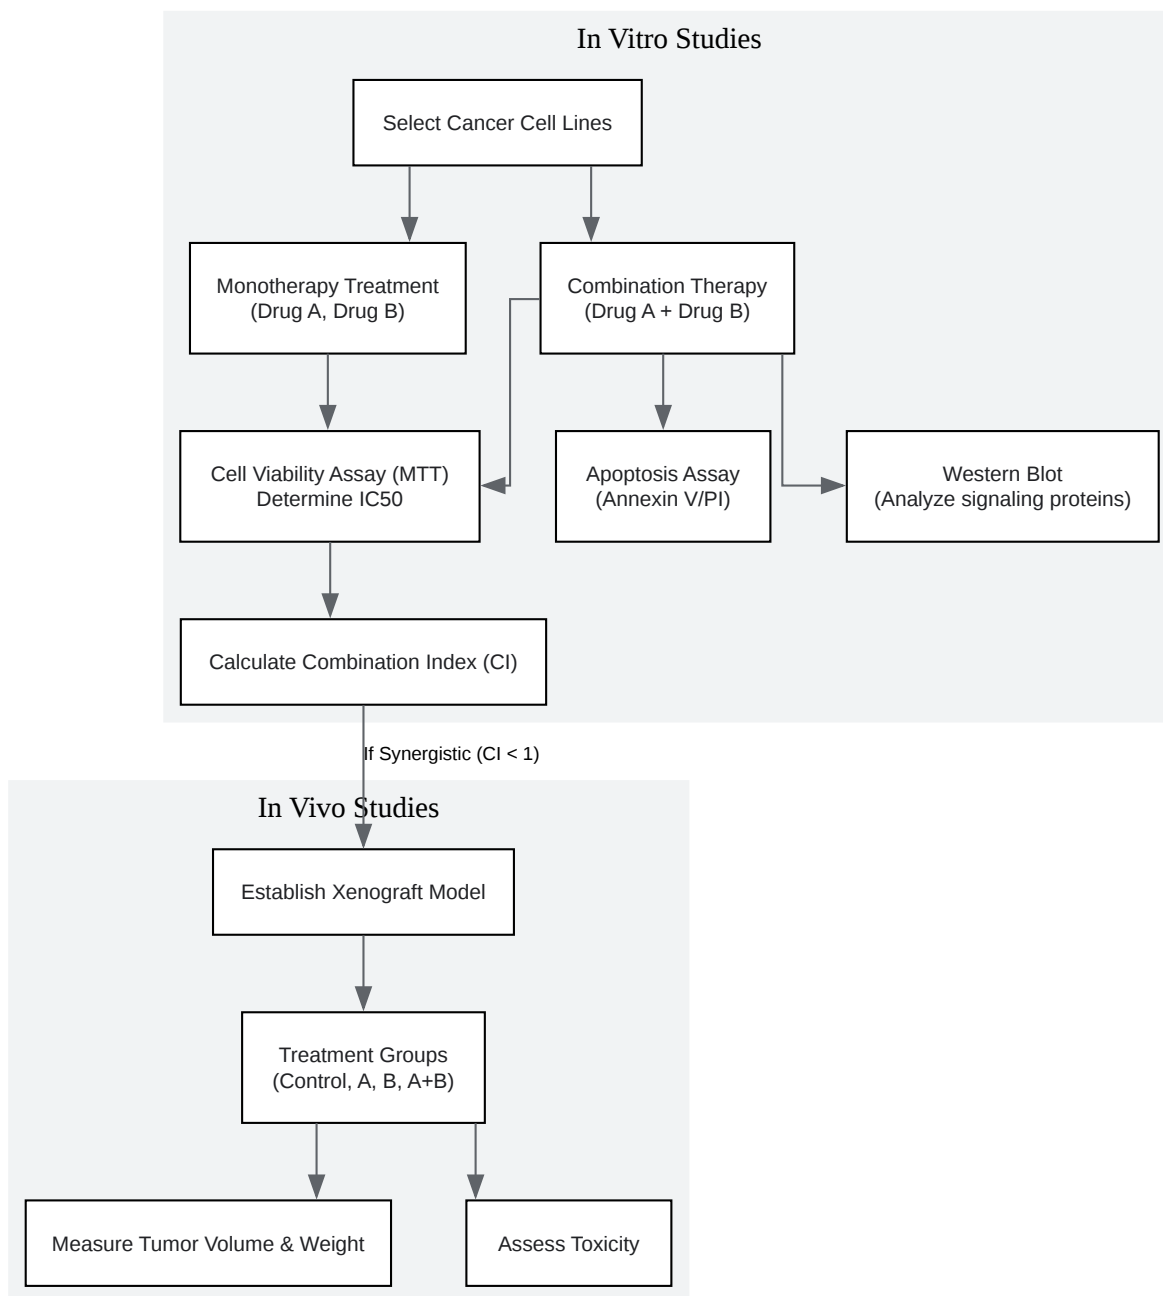 In Vitro Studies
Select Cancer Cell Lines
Monotherapy Treatment
(Drug A, Drug B)
Combination Therapy
(Drug A + Drug B)
Cell Viability Assay (MTT)
Determine IC50
Apoptosis Assay
(Annexin V/PI)
Western Blot
(Analyze signaling proteins)
Calculate Combination Index (CI)
If Synergistic (CI < 1)
In Vivo Studies
Establish Xenograft Model
Treatment Groups
(Control, A, B, A+B)
Measure Tumor Volume & Weight
Assess Toxicity